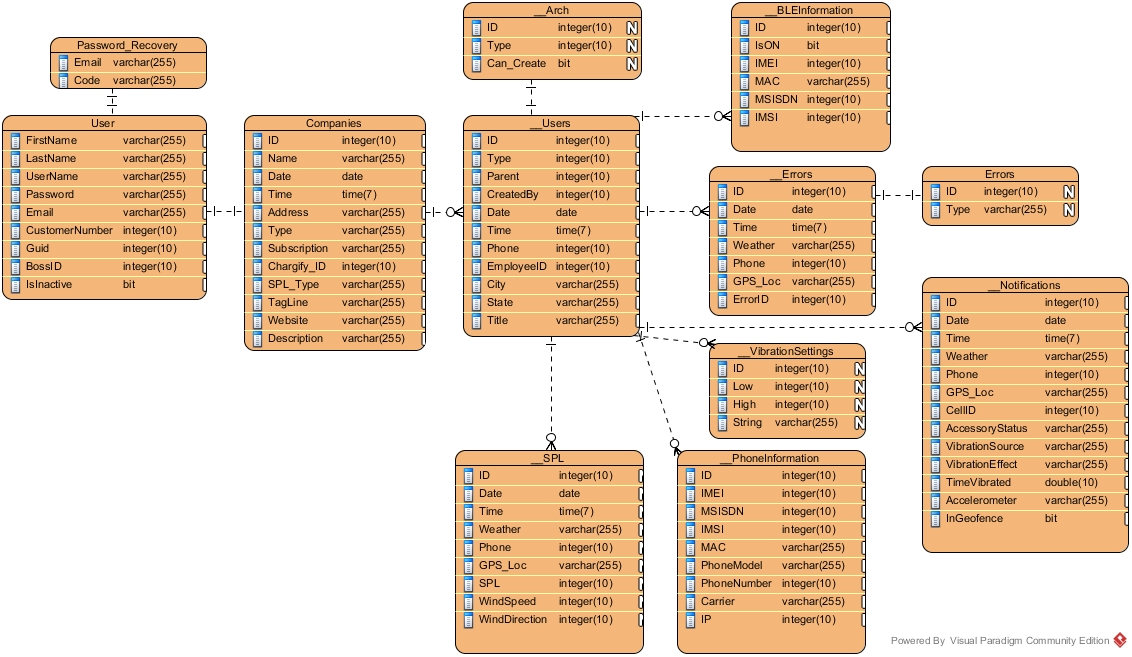 Password_Recovery
Email varchar(255)
Code varchar(255)
User
FirstName varchar(255)
LastName varchar(255)
UserName varchar(255)
Password varchar(255)
Email varchar(255)
CustomerNumber integer(10)
Guid integer(10)
BossID integer(10)
IsInactive bit
Companies
ID integer(10)
Name varchar(255)
Date date
Time time(7)
Address varchar(255)
Type varchar(255)
Subscription varchar(255)
Chargify_ID integer(10)
SPL_Type varchar(255)
TagLine varchar(255)
Website varchar(255)
Description varchar(255)
__Arch
ID integer(10) N
Type integer(10) N
Can_Create bit N
__Users
ID integer(10)
Type integer(10)
Parent integer(10)
CreatedBy integer(10)
Date date
Time time(7)
Phone integer(10)
EmployeeID integer(10)
City varchar(255)
State varchar(255)
Title varchar(255)
__BLEInformation
ID integer(10)
IsON bit
IMEI integer(10)
MAC varchar(255)
MSISDN integer(10)
IMSI integer(10)
__Errors
ID integer(10)
Date date
Time time(7)
Weather varchar(255)
Phone integer(10)
GPS_Loc varchar(255)
ErrorID integer(10)
Errors
ID integer(10) N
Type varchar(255) N
__VibrationSettings
ID integer(10) N
Low integer(10) N
High integer(10) N
String varchar(255) N
__Notifications
ID integer(10)
Date date
Time time(7)
Weather varchar(255)
Phone integer(10)
GPS_Loc varchar(255)
CellID integer(10)
AccessoryStatus varchar(255)
VibrationSource varchar(255)
VibrationEffect varchar(255)
TimeVibrated double(10)
Accelerometer varchar(255)
InGeofence bit
__SPL
ID integer(10)
Date date
Time time(7)
Weather varchar(255)
Phone integer(10)
GPS_Loc varchar(255)
SPL integer(10)
WindSpeed integer(10)
WindDirection integer(10)
__PhoneInformation
ID integer(10)
IMEI integer(10)
MSISDN integer(10)
IMSI integer(10)
MAC varchar(255)
PhoneModel varchar(255)
PhoneNumber integer(10)
Carrier varchar(255)
IP integer(10)
Powered By Visual Paradigm Community Edition